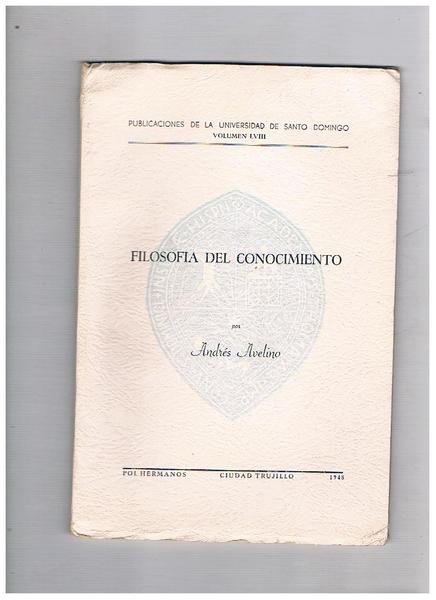 PUBLICACIONES DE LA UNIVERSIDAD DE SANTO DOMINGO
VOLUMEN LVIII
FILOSOFIA DEL CONOCIMIENTO
por
Andrés Avelino
POL HERMANOS CIUDAD TRUJILLO 1948